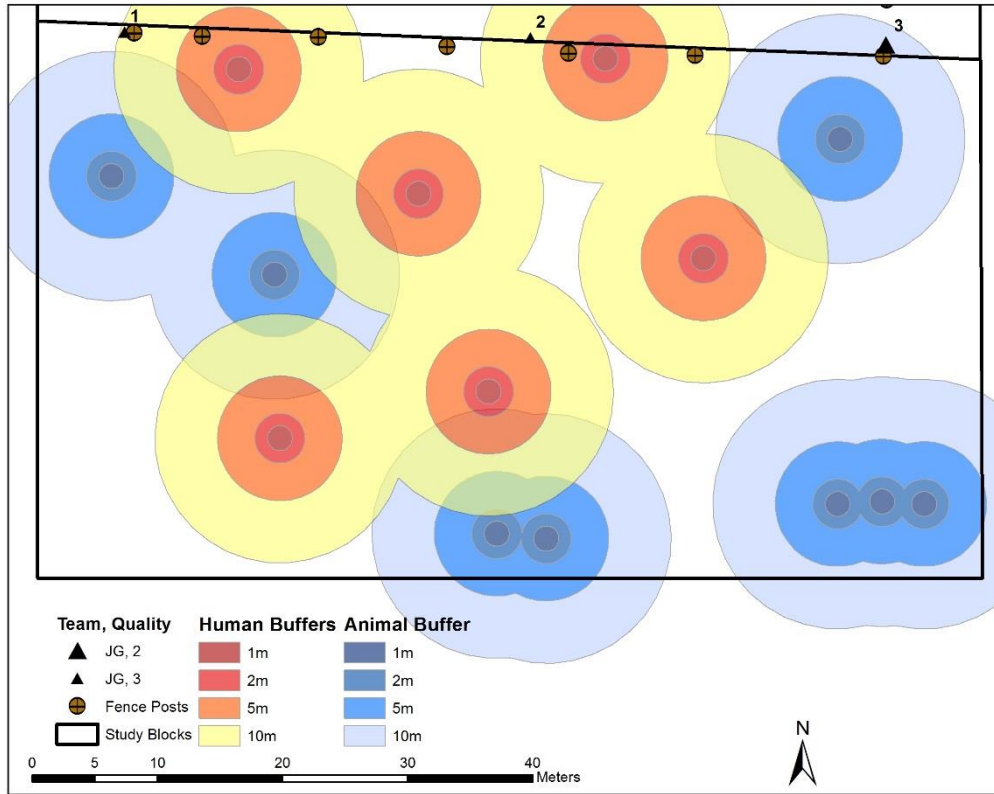 1 2 3
Team, Quality Human Buffers Animal Buffer
JG, 2 1m 1m
JG, 3 2m 2m
Fence Posts 5m 5m
Study Blocks 10m 10m
N
0 5 10 20 30 40
Meters